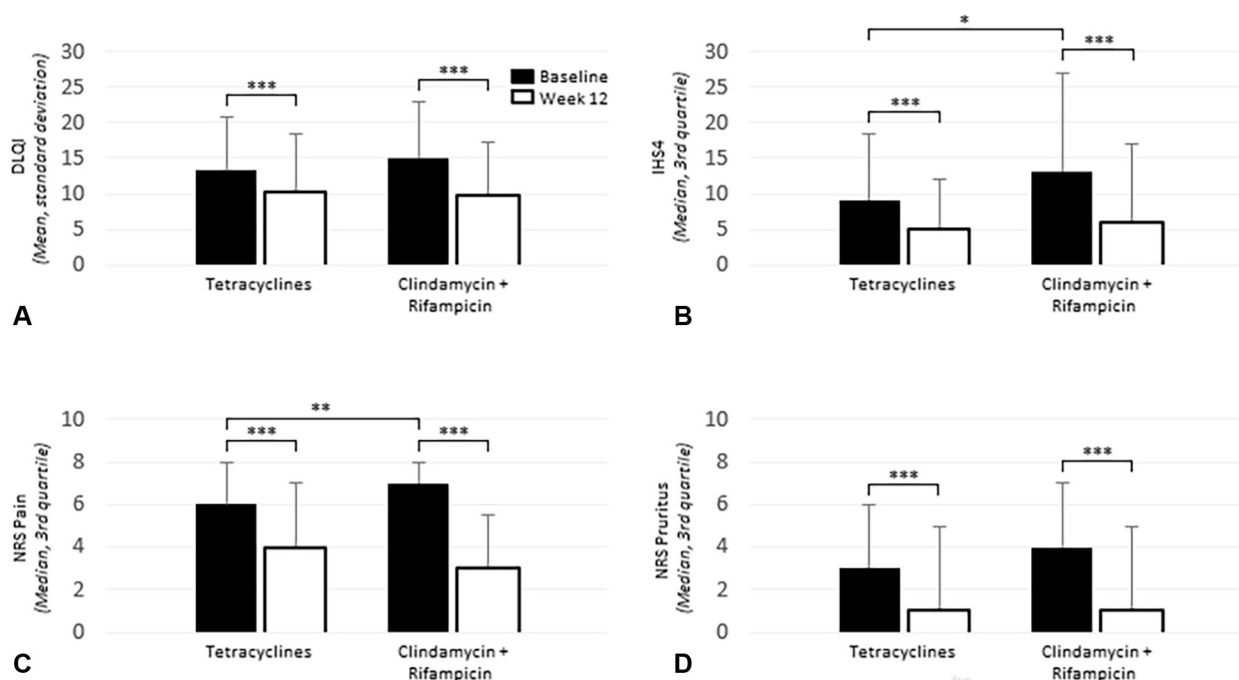 30
25
20
15
10
5
0
DLQI
(Mean, standard deviation)
***
***
Baseline
Week 12
Tetracyclines
Clindamycin +
Rifampicin
A
30
25
20
15
10
5
0
IHS4
(Median, 3rd quartile)
*
***
***
Tetracyclines
Clindamycin +
Rifampicin
B
10
8
6
4
2
0
NRS Pain
(Median, 3rd quartile)
**
***
***
Tetracyclines
Clindamycin +
Rifampicin
C
10
8
6
4
2
0
NRS Pruritus
(Median, 3rd quartile)
***
***
Tetracyclines
Clindamycin +
Rifampicin
D